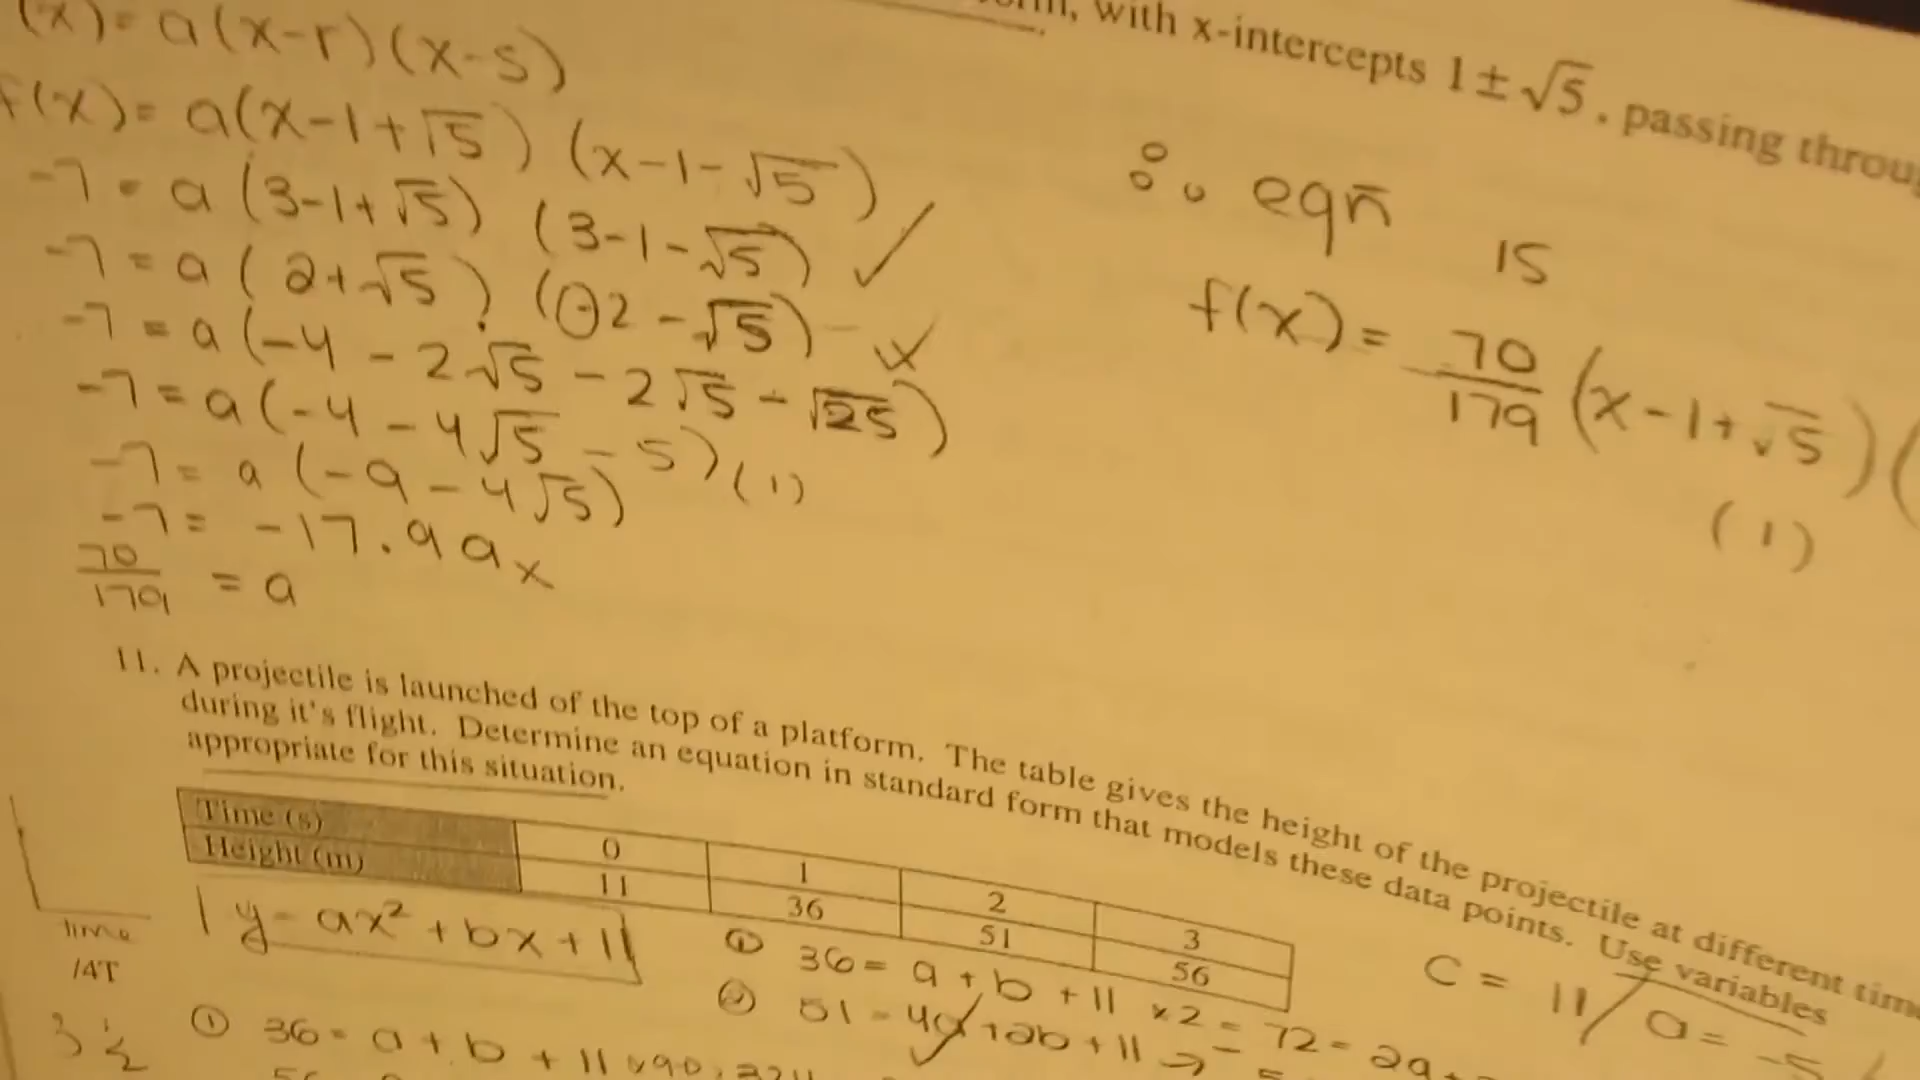 (x) = a(x-r)(x-s)
with x-intercepts 1 ± √5, passing
f(x) = a(x-1+√5) (x-1-√5)
-7 = a (3-1+√5) (3-1-√5) ✓
-7 = a (2+√5) (-2-√5) x
-7 = a (-4 - 2√5 - 2√5 - √25)
-7 = a (-4 - 4√5 - 5) (1)
-7 = a (-9 - 4√5)
-7 = -17.9a x
70/179 = a
∴ eqn
is
f(x) = 70/179 (x-1+√5) (
(1)
11. A projectile is launched of the top of a platform. The table gives the height of the projectile at different
during it's flight. Determine an equation in standard form that models these data points. Use variables
appropriate for this situation.
Time (s) 0 1 2 3
Height (m) 11 36 51 56
y = ax² + bx + 11
① 36 = a + b + 11 x2 = 72 = 2a
② 51 = 4a + 2b + 11 →
C = 11 / a = -5
Time
① 36 = a + b + 11